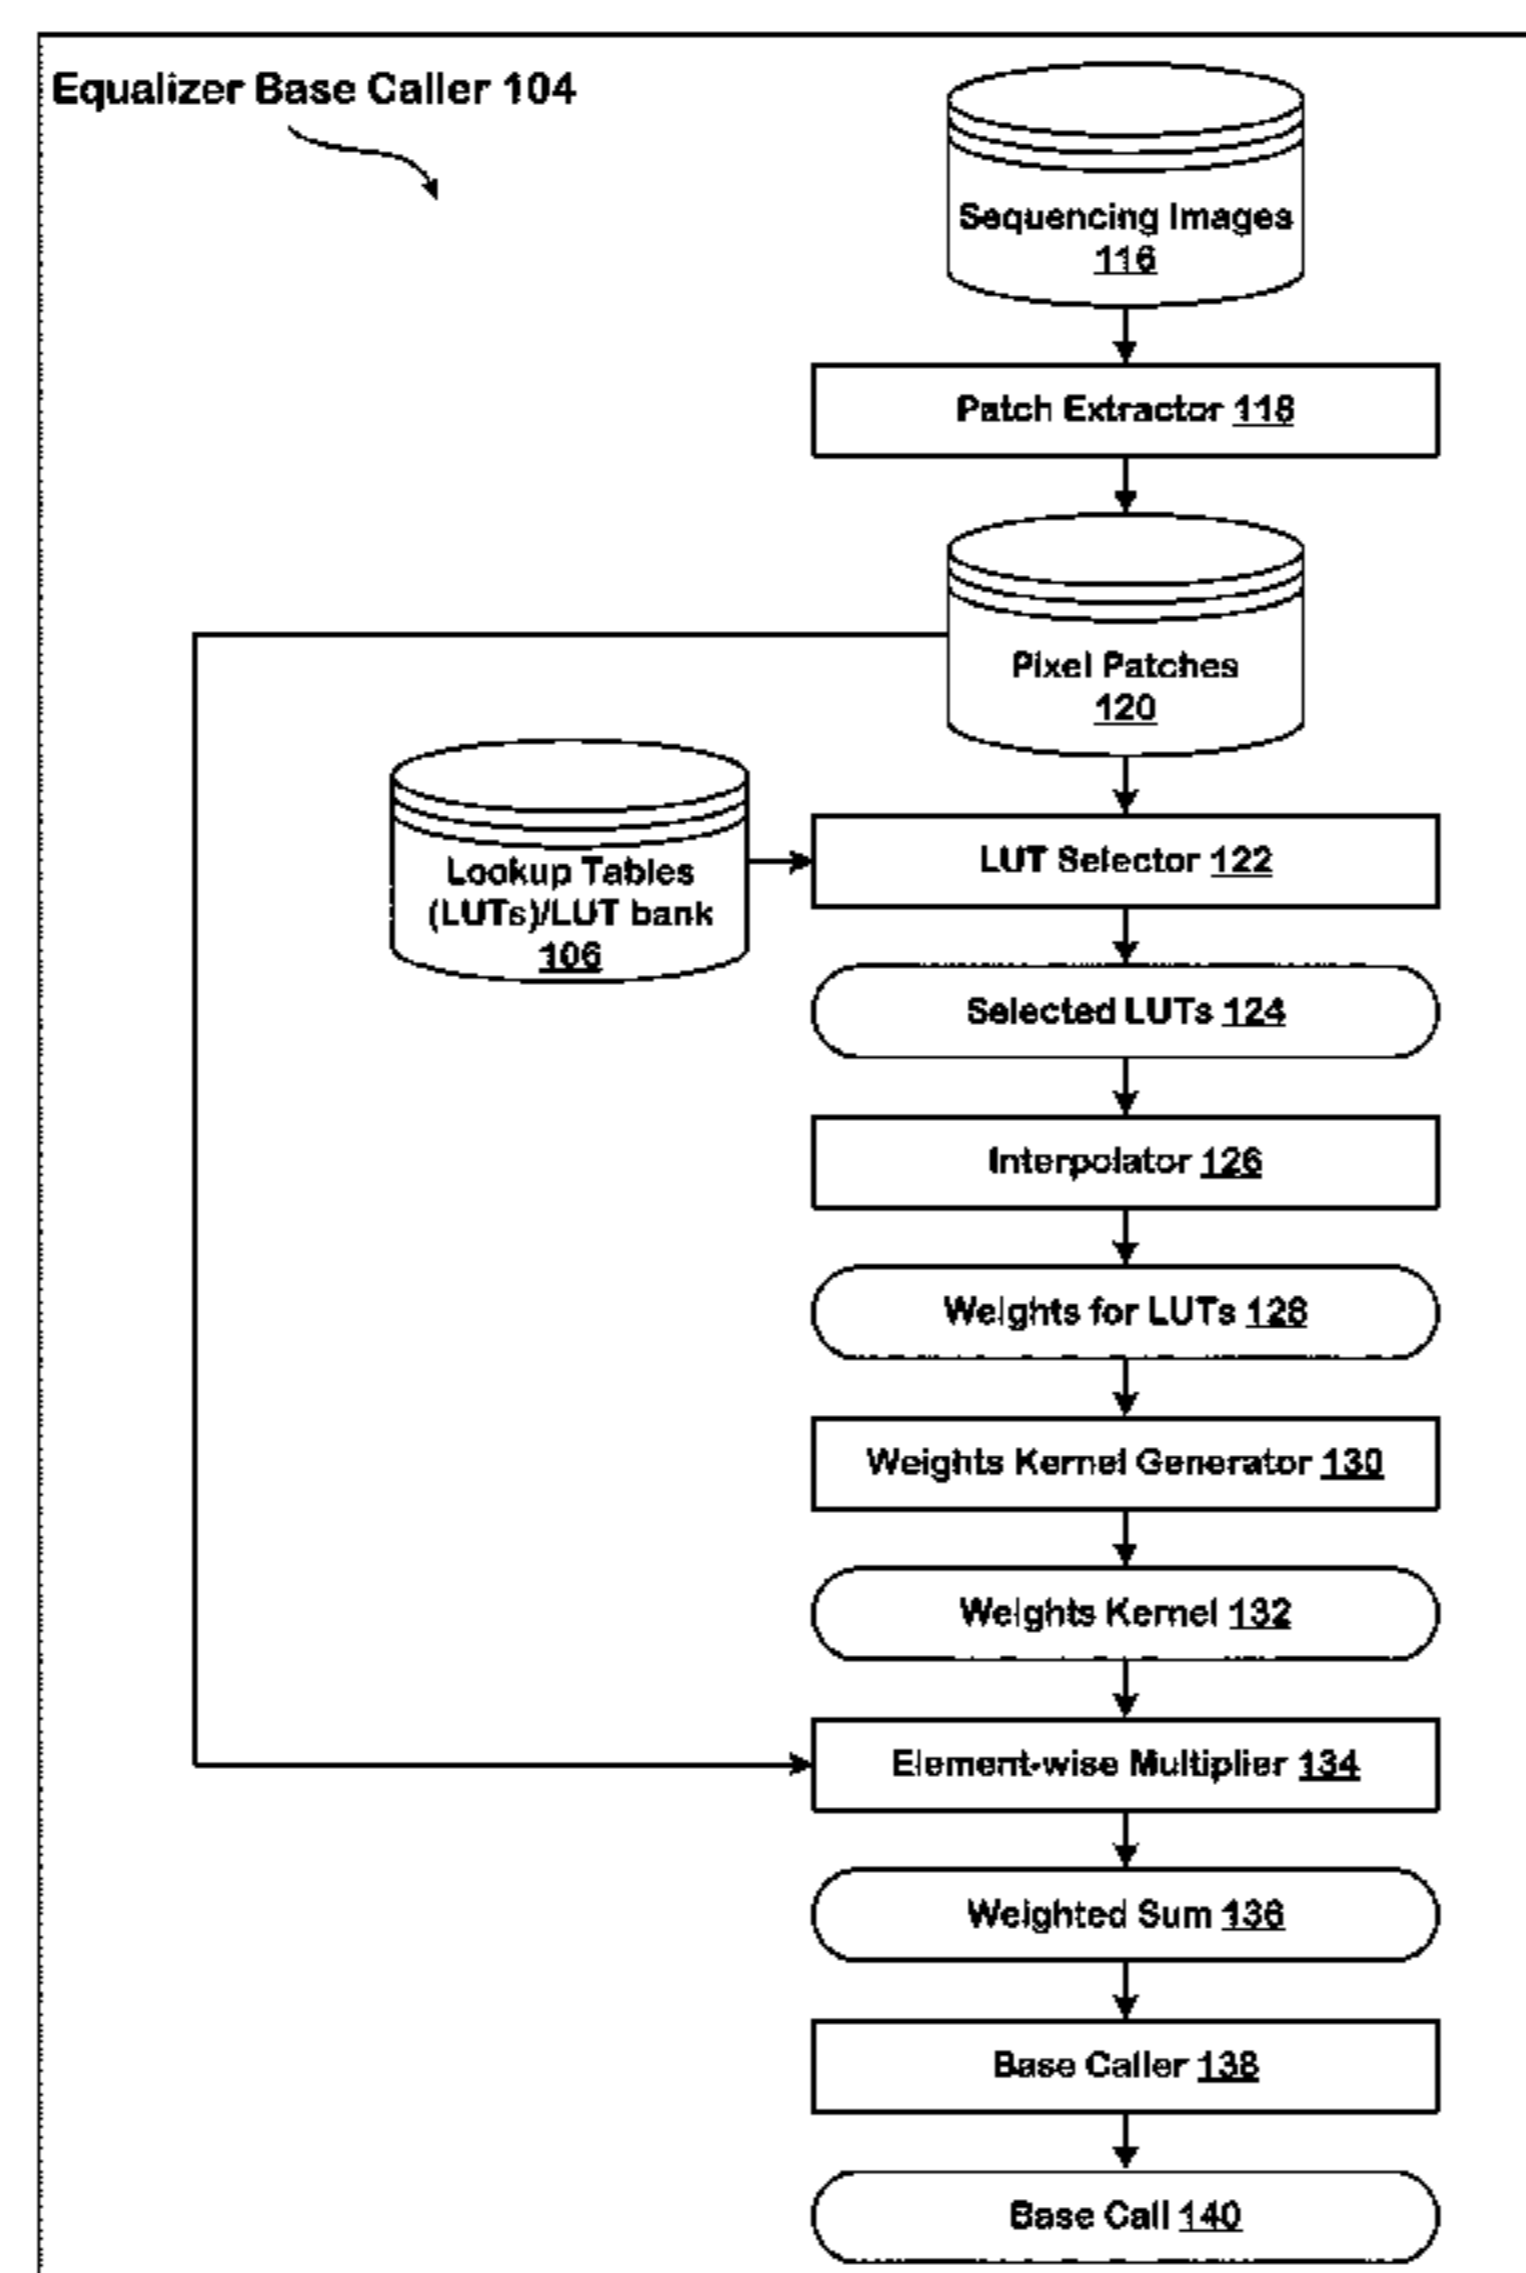 Equalizer Base Caller 104
Sequencing Images
116
Patch Extractor 118
Pixel Patches
120
Lookup Tables
(LUTs)/LUT bank
106
LUT Selector 122
Selected LUTs 124
Interpolator 126
Weights for LUTs 128
Weights Kernel Generator 130
Weights Kernel 132
Element-wise Multiplier 134
Weighted Sum 136
Base Caller 138
Base Call 140